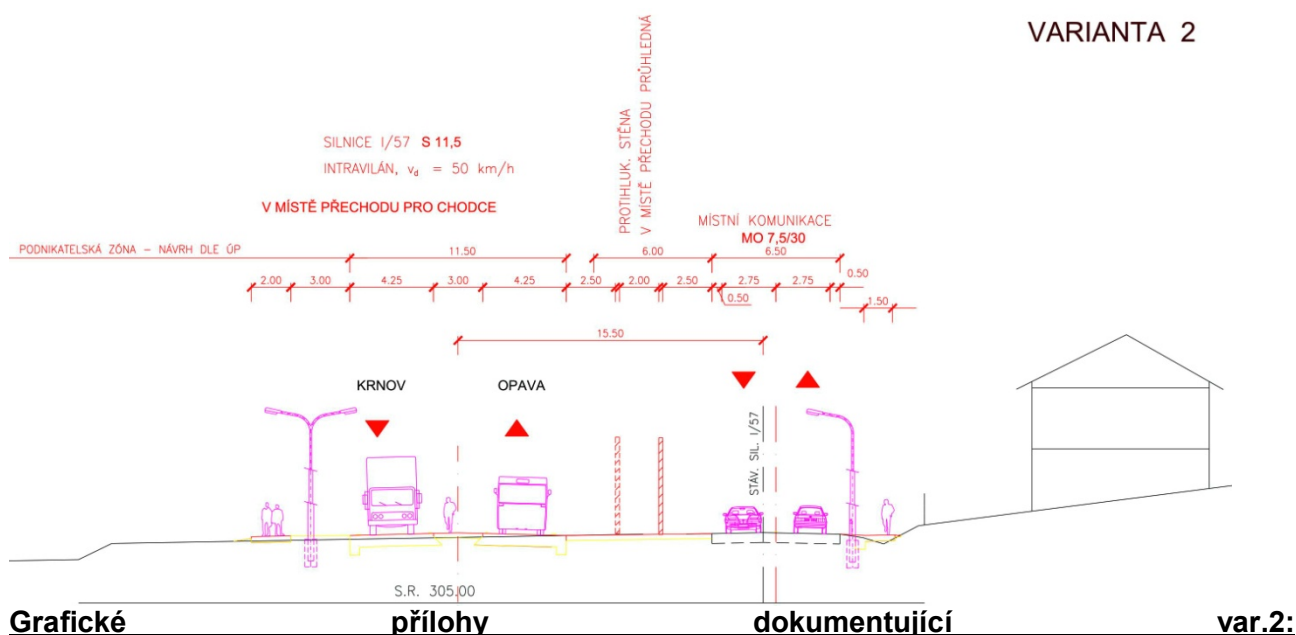 VARIANTA 2
SILNICE I/57 S 11,5
INTRAVILÁN, vd = 50 km/h
V MÍSTĚ PŘECHODU PRO CHODCE
PROTIHLUK. STĚNA
V MÍSTĚ PŘECHODU PRŮHLEDNÁ
MÍSTNÍ KOMUNIKACE
MO 7,5/30
PODNIKATELSKÁ ZÓNA – NÁVRH DLE ÚP
11.50 6.00 6.50
0.50
2.00 3.00 4.25 3.00 4.25 2.50 2.00 2.50 2.75 2.75
0.50 1.50
15.50
KRNOV OPAVA
STÁV. SIL. I/57
S.R. 305.00
Grafické přílohy dokumentující var.2: